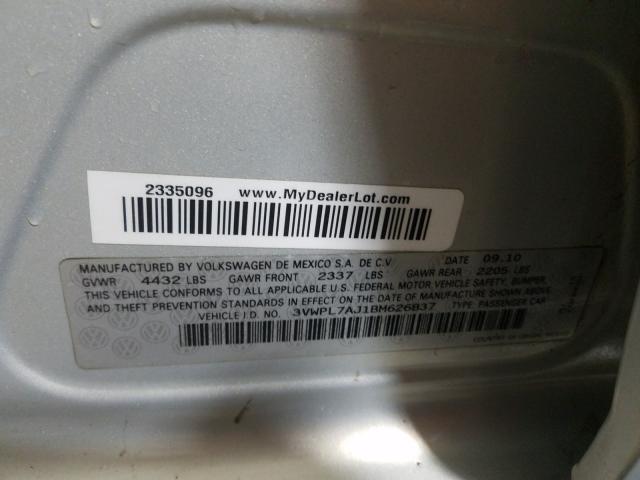 2335096 www.MyDealerLot.com
MANUFACTURED BY VOLKSWAGEN DE MEXICO S.A. DE C.V. DATE 09.10
GVWR 4432 LBS GAWR FRONT 2337 LBS GAWR REAR 2205 LBS
THIS VEHICLE CONFORMS TO ALL APPLICABLE U.S. FEDERAL MOTOR VEHICLE SAFETY, BUMPER,
AND THEFT PREVENTION STANDARDS IN EFFECT ON THE DATE OF MANUFACTURE SHOWN ABOVE.
VEHICLE I.D. NO. 3VWPL7AJ1BM626837 TYPE: PASSENGER CAR